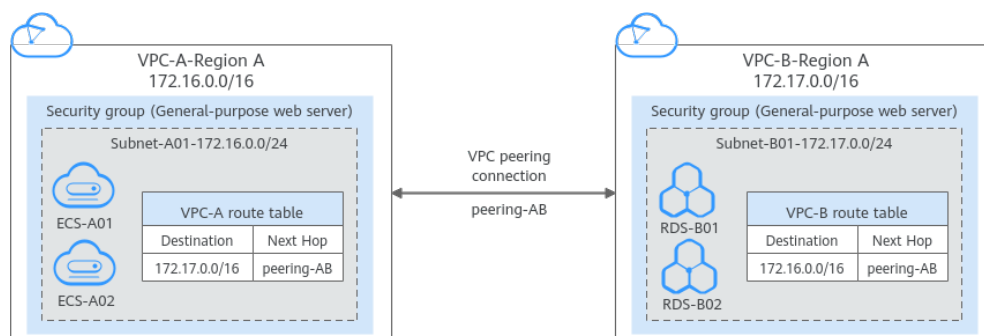 VPC-A-Region A
172.16.0.0/16
Security group (General-purpose web server)
Subnet-A01-172.16.0.0/24
ECS-A01
ECS-A02
VPC-A route table
Destination Next Hop
172.17.0.0/16 peering-AB
VPC peering
connection
peering-AB
VPC-B-Region A
172.17.0.0/16
Security group (General-purpose web server)
Subnet-B01-172.17.0.0/24
RDS-B01
RDS-B02
VPC-B route table
Destination Next Hop
172.16.0.0/16 peering-AB